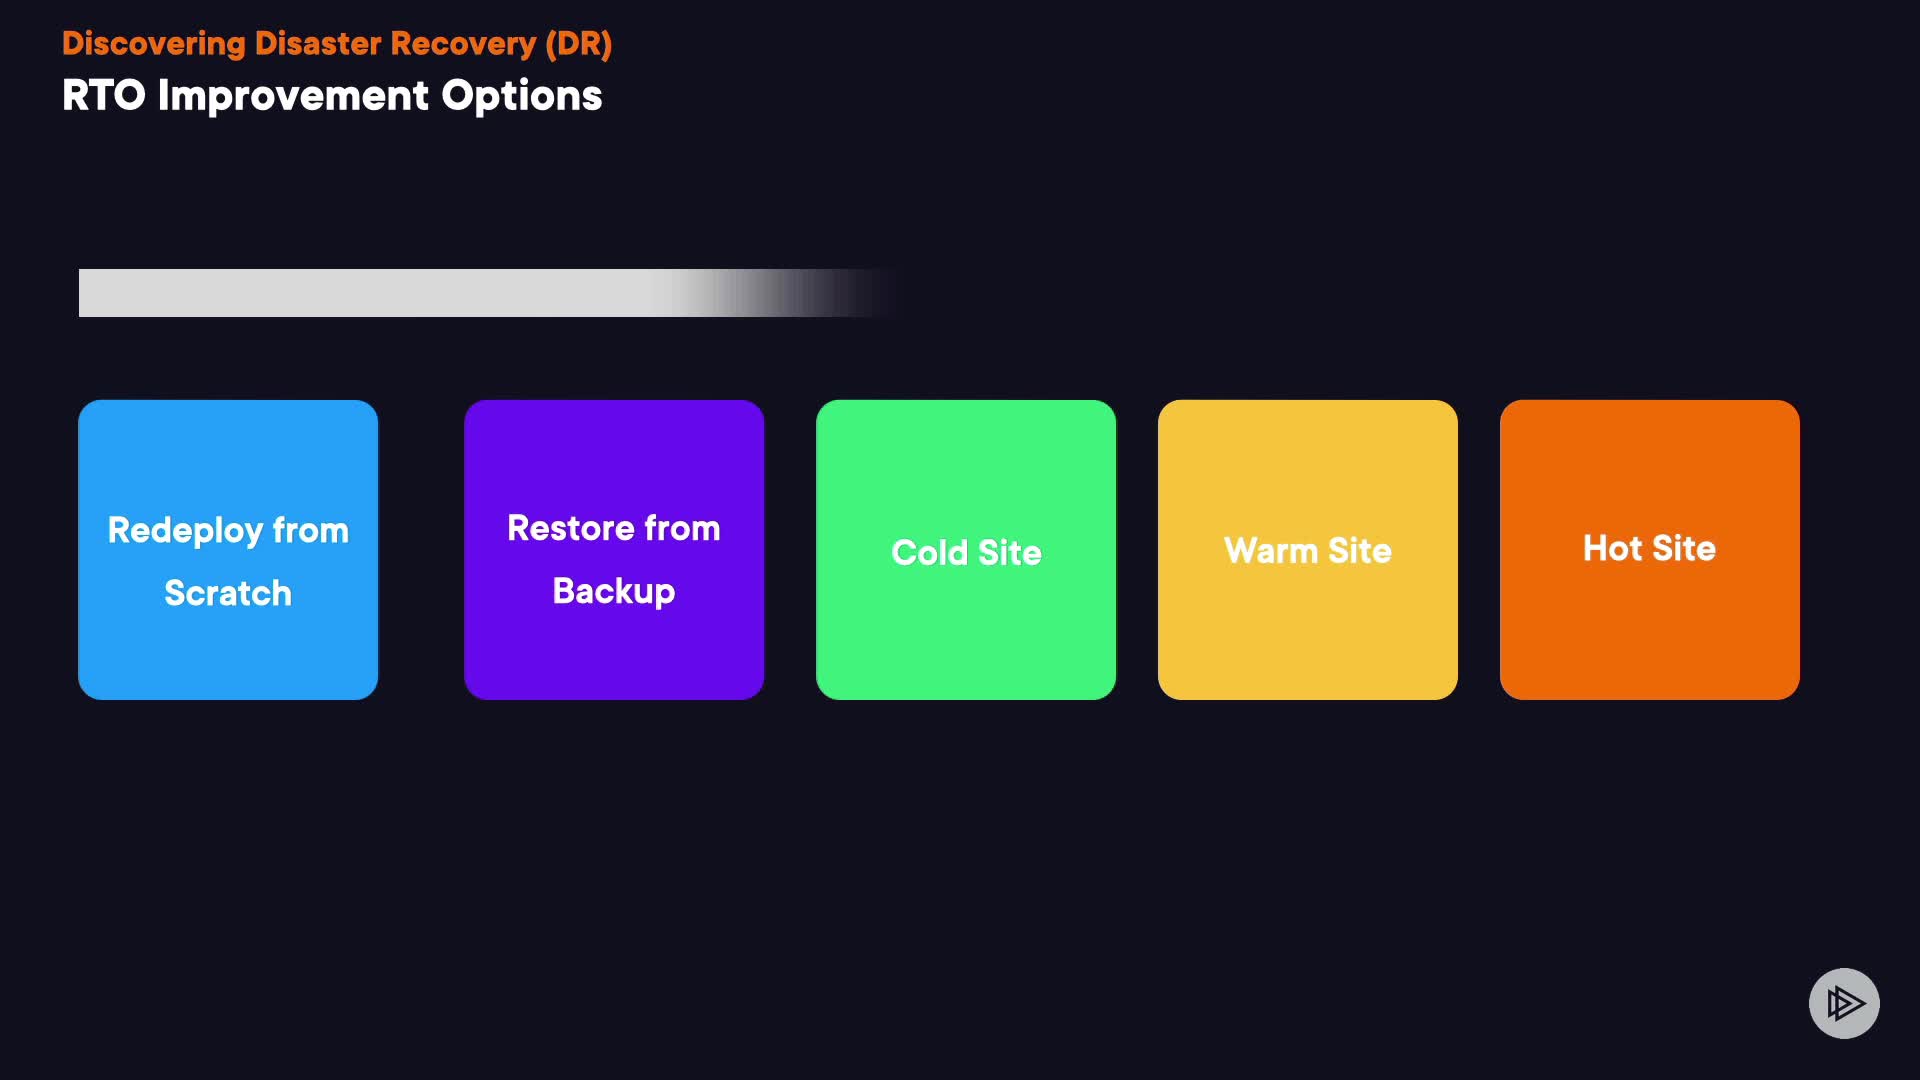 Discovering Disaster Recovery (DR)
RTO Improvement Options
Redeploy from
Scratch
Restore from
Backup
Cold Site
Warm Site
Hot Site